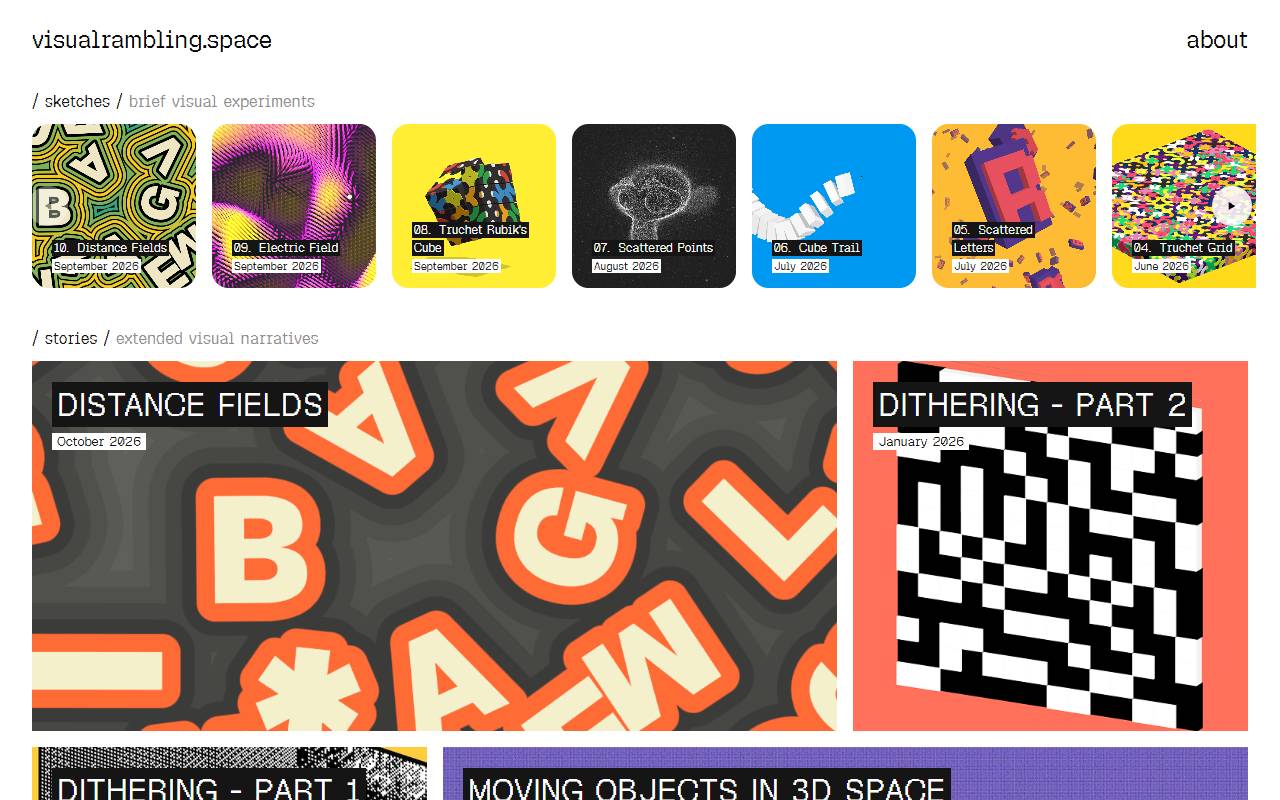 visualrambling.space
about
/ sketches / brief visual experiments
10. Distance Fields
September 2026
09. Electric Field
September 2026
08. Truchet Rubik's
Cube
September 2026
07. Scattered Points
August 2026
06. Cube Trail
July 2026
05. Scattered
Letters
July 2026
04. Truchet Grid
June 2026
/ stories / extended visual narratives
DISTANCE FIELDS
October 2026
DITHERING - PART 2
January 2026
DITHERING - PART 1
MOVING OBJECTS IN 3D SPACE